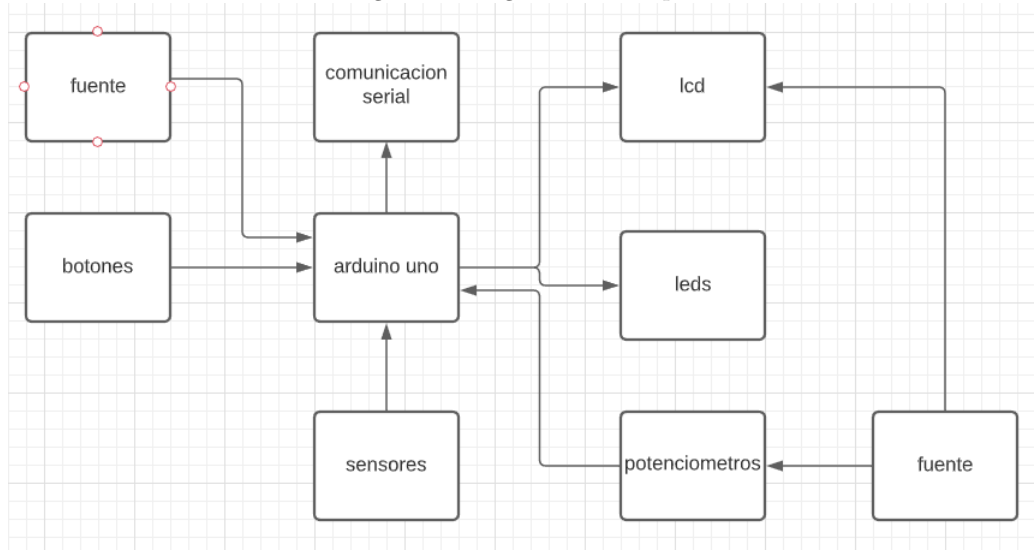 fuente
comunicacion
serial
lcd
botones
arduino uno
leds
sensores
potenciometros
fuente